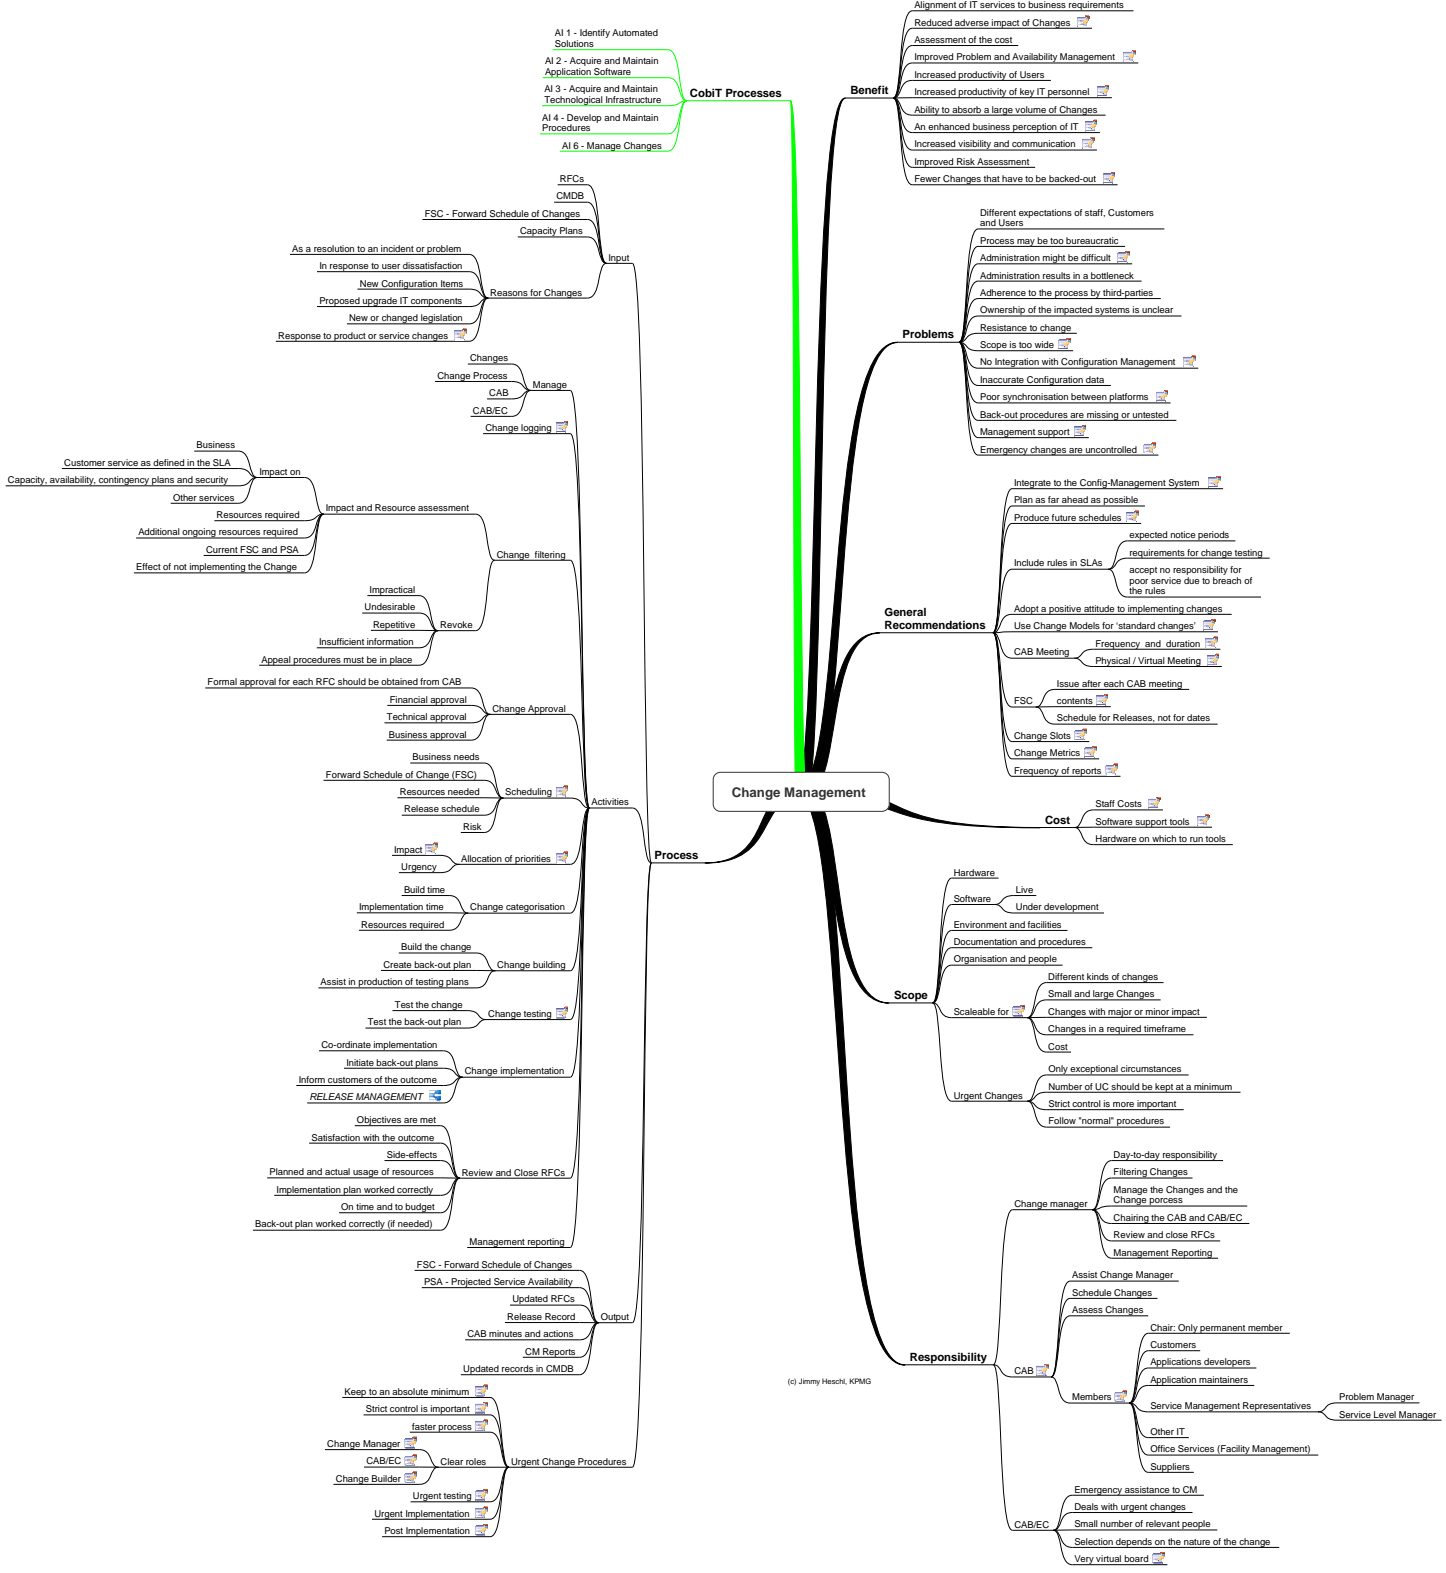 Change Management
CobiT Processes
AI 1 - Identify Automated
Solutions
AI 2 - Acquire and Maintain
Application Software
AI 3 - Acquire and Maintain
Technological Infrastructure
AI 4 - Develop and Maintain
Procedures
AI 6 - Manage Changes
Process
Input
RFCs
CMDB
FSC - Forward Schedule of Changes
Capacity Plans
Reasons for Changes
As a resolution to an incident or problem
In response to user dissatisfaction
New Configuration Items
Proposed upgrade IT components
New or changed legislation
Response to product or service changes
Activities
Manage
Changes
Change Process
CAB
CAB/EC
Change logging
Change  filtering
Impact and Resource assessment
Impact on
Business
Customer service as defined in the SLA
Capacity, availability, contingency plans and security
Other services
Resources required
Additional ongoing resources required
Current FSC and PSA
Effect of not implementing the Change
Revoke
Impractical
Undesirable
Repetitive
Insufficient information
Appeal procedures must be in place
Change Approval
Formal approval for each RFC should be obtained from CAB
Financial approval
Technical approval
Business approval
Scheduling
Business needs
Forward Schedule of Change (FSC)
Resources needed
Release schedule
Risk
Allocation of priorities
Impact
Urgency
Change categorisation
Build time
Implementation time
Resources required
Change building
Build the change
Create back-out plan
Assist in production of testing plans
Change testing
Test the change
Test the back-out plan
Change implementation
Co-ordinate implementation
Initiate back-out plans
Inform customers of the outcome
RELEASE MANAGEMENT
Review and Close RFCs
Objectives are met
Satisfaction with the outcome
Side-effects
Planned and actual usage of resources
Implementation plan worked correctly
On time and to budget
Back-out plan worked correctly (if needed)
Management reporting
Output
FSC - Forward Schedule of Changes
PSA - Projected Service Availability
Updated RFCs
Release Record
CAB minutes and actions
CM Reports
Updated records in CMDB
Urgent Change Procedures
Keep to an absolute minimum
Strict control is important
faster process
Clear roles
Change Manager
CAB/EC
Change Builder
Urgent testing
Urgent Implementation
Post Implementation
Benefit
Alignment of IT services to business requirements
Reduced adverse impact of Changes
Assessment of the cost
Improved Problem and Availability Management
Increased productivity of Users
Increased productivity of key IT personnel
Ability to absorb a large volume of Changes
An enhanced business perception of IT
Increased visibility and communication
Improved Risk Assessment
Fewer Changes that have to be backed-out
Problems
Different expectations of staff, Customers
and Users
Process may be too bureaucratic
Administration might be difficult
Administration results in a bottleneck
Adherence to the process by third-parties
Ownership of the impacted systems is unclear
Resistance to change
Scope is too wide
No Integration with Configuration Management
Inaccurate Configuration data
Poor synchronisation between platforms
Back-out procedures are missing or untested
Management support
Emergency changes are uncontrolled
General
Recommendations
Integrate to the Config-Management System
Plan as far ahead as possible
Produce future schedules
Include rules in SLAs
expected notice periods
requirements for change testing
accept no responsibility for
poor service due to breach of
the rules
Adopt a positive attitude to implementing changes
Use Change Models for ‘standard changes’
CAB Meeting
Frequency  and  duration
Physical / Virtual Meeting
FSC
Issue after each CAB meeting
contents
Schedule for Releases, not for dates
Change Slots
Change Metrics
Frequency of reports
Cost
Staff Costs
Software support tools
Hardware on which to run tools
Scope
Hardware
Software
Live
Under development
Environment and facilities
Documentation and procedures
Organisation and people
Scaleable for
Different kinds of changes
Small and large Changes
Changes with major or minor impact
Changes in a required timeframe
Cost
Urgent Changes
Only exceptional circumstances
Number of UC should be kept at a minimum
Strict control is more important
Follow "normal" procedures
Responsibility
Change manager
Day-to-day responsibility
Filtering Changes
Manage the Changes and the
Change porcess
Chairing the CAB and CAB/EC
Review and close RFCs
Management Reporting
CAB
Assist Change Manager
Schedule Changes
Assess Changes
Members
Chair: Only permanent member
Customers
Applications developers
Application maintainers
Service Management Representatives
Problem Manager
Service Level Manager
Other IT
Office Services (Facility Management)
Suppliers
CAB/EC
Emergency assistance to CM
Deals with urgent changes
Small number of relevant people
Selection depends on the nature of the change
Very virtual board
(c) Jimmy Heschl, KPMG